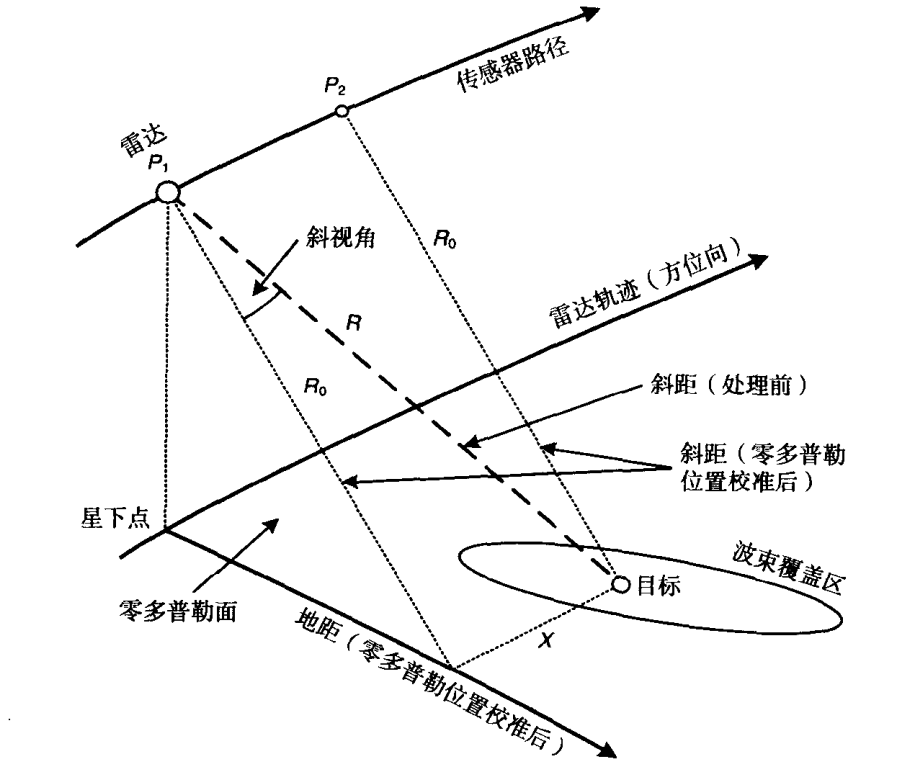 传感器路径
P₂
雷达
P₁
斜视角
R₀
雷达轨迹（方位向）
R
R₀
斜距（处理前）
斜距（零多普勒
位置校准后）
星下点
波束覆盖区
目标
零多普勒面
地距（零多普勒位置校准后）
X